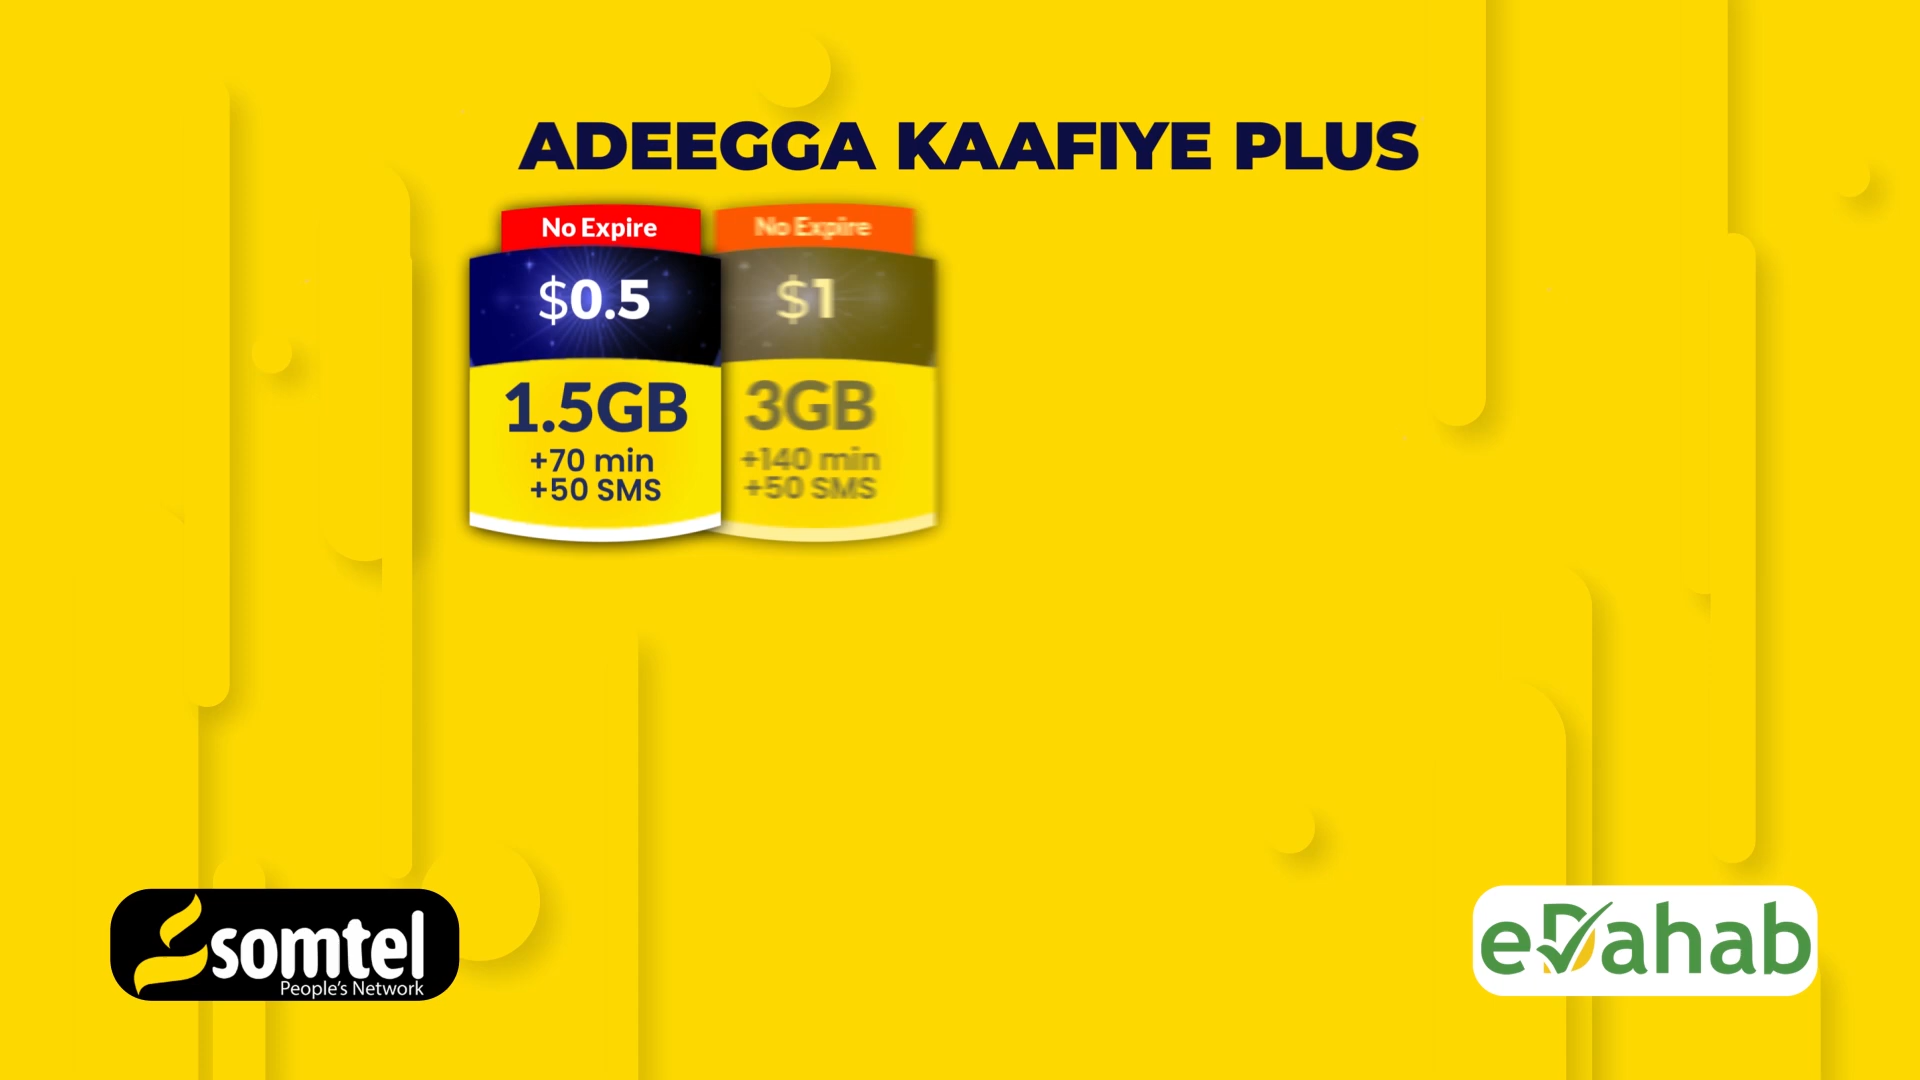 ADEEGGA KAAFIYE PLUS
No Expire
$0.5
1.5GB
+70 min
+50 SMS
No Expire
$1
3GB
+140 min
+50 SMS
somtel
People's Network
eDahab